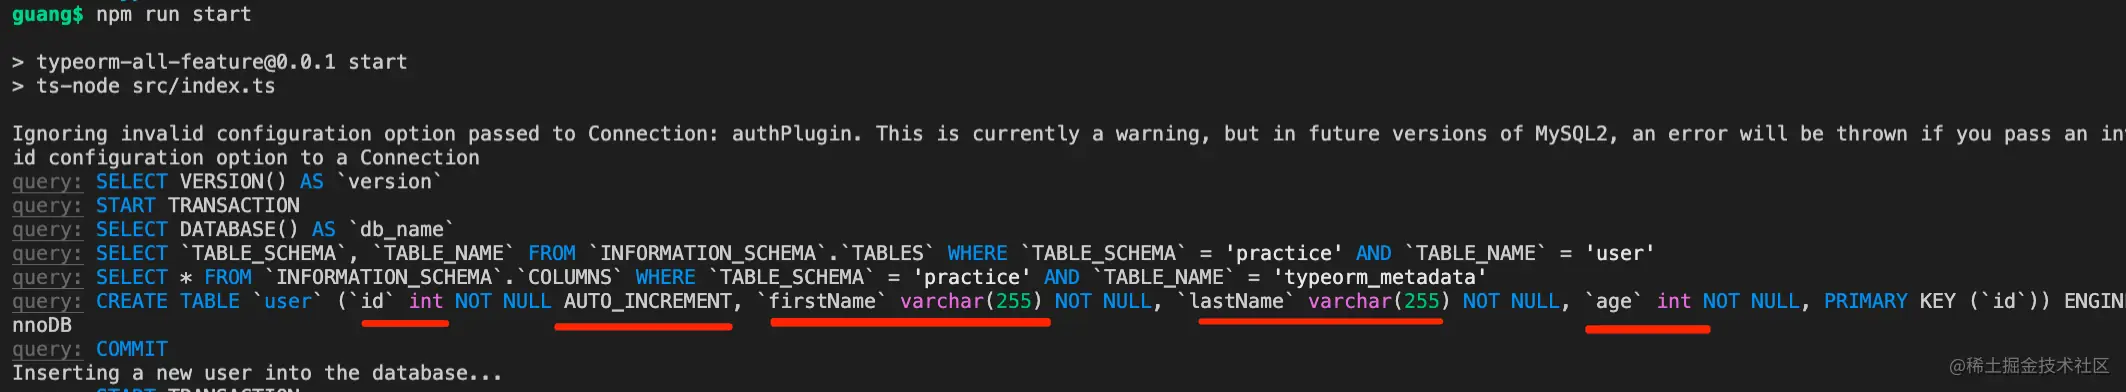 guang$ npm run start
> typeorm-all-feature@0.0.1 start
> ts-node src/index.ts
Ignoring invalid configuration option passed to Connection: authPlugin. This is currently a warning, but in future versions of MySQL2, an error will be thrown if you pass an inv
id configuration option to a Connection
query: SELECT VERSION() AS `version`
query: START TRANSACTION
query: SELECT DATABASE() AS `db_name`
query: SELECT `TABLE_SCHEMA`, `TABLE_NAME` FROM `INFORMATION_SCHEMA`.`TABLES` WHERE `TABLE_SCHEMA` = 'practice' AND `TABLE_NAME` = 'user'
query: SELECT * FROM `INFORMATION_SCHEMA`.`COLUMNS` WHERE `TABLE_SCHEMA` = 'practice' AND `TABLE_NAME` = 'typeorm_metadata'
query: CREATE TABLE `user` (`id` int NOT NULL AUTO_INCREMENT, `firstName` varchar(255) NOT NULL, `lastName` varchar(255) NOT NULL, `age` int NOT NULL, PRIMARY KEY (`id`)) ENGIN
nnoDB
query: COMMIT
Inserting a new user into the database...
START TRANSACTION
@稀土掘金技术社区